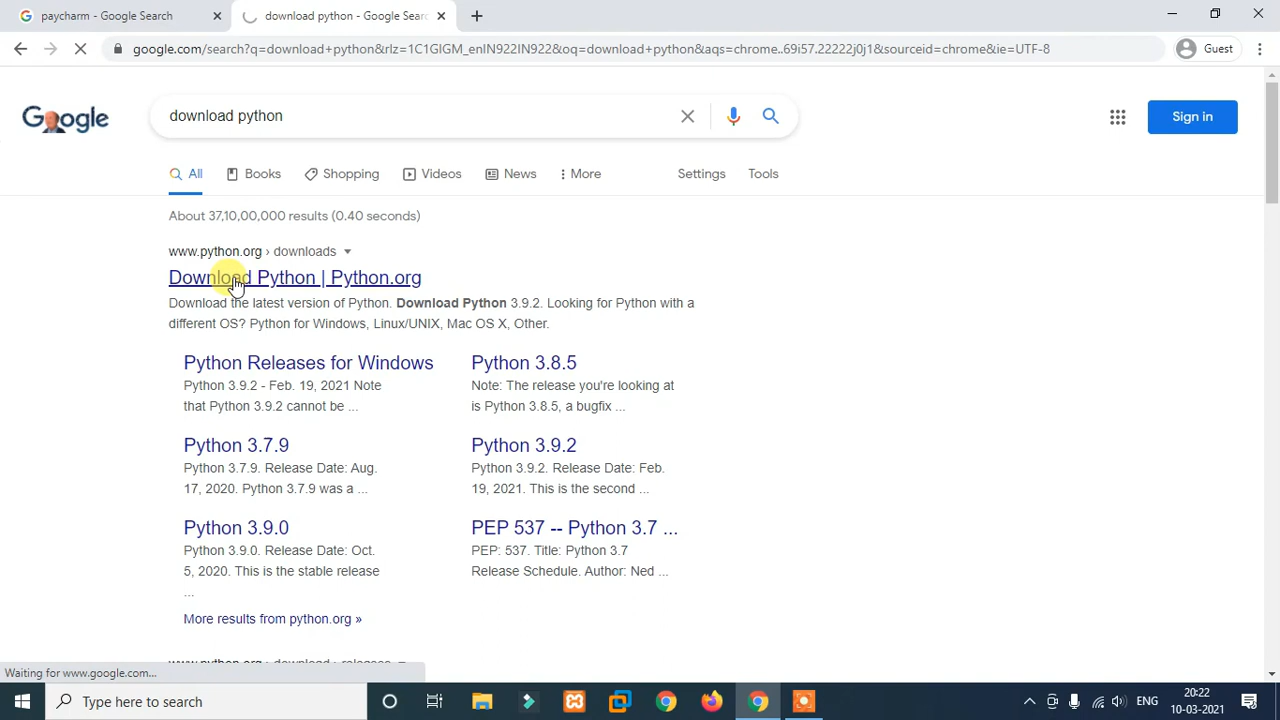 paycharm - Google Search
download python - Google Searc
google.com/search?q=download+python&rlz=1C1GIGM_enIN922IN922&oq=download+python&aqs=chrome..69i57.22222j0j1&sourceid=chrome&ie=UTF-8
Guest
Google
download python
Sign in
All
Books
Shopping
Videos
News
More
Settings
Tools
About 37,10,00,000 results (0.40 seconds)
www.python.org › downloads
Download Python | Python.org
Download the latest version of Python. Download Python 3.9.2. Looking for Python with a
different OS? Python for Windows, Linux/UNIX, Mac OS X, Other.
Python Releases for Windows
Python 3.9.2 - Feb. 19, 2021 Note
that Python 3.9.2 cannot be ...
Python 3.8.5
Note: The release you're looking at
is Python 3.8.5, a bugfix ...
Python 3.7.9
Python 3.7.9. Release Date: Aug.
17, 2020. Python 3.7.9 was a ...
Python 3.9.2
Python 3.9.2. Release Date: Feb.
19, 2021. This is the second ...
Python 3.9.0
Python 3.9.0. Release Date: Oct.
5, 2020. This is the stable release
...
PEP 537 -- Python 3.7 ...
PEP: 537. Title: Python 3.7
Release Schedule. Author: Ned ...
More results from python.org »
www.python.org › download › releases
Waiting for www.google.com...
Type here to search
ENG
20:22
10-03-2021